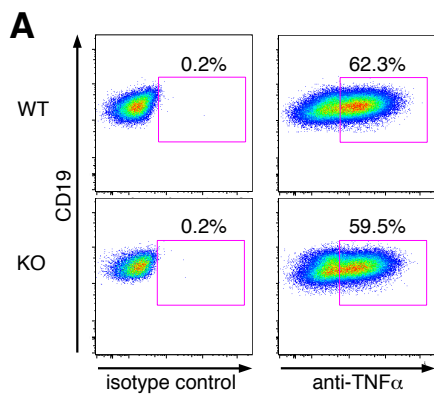 A
0.2%
62.3%
WT
CD19
0.2%
59.5%
KO
isotype control
anti-TNFα